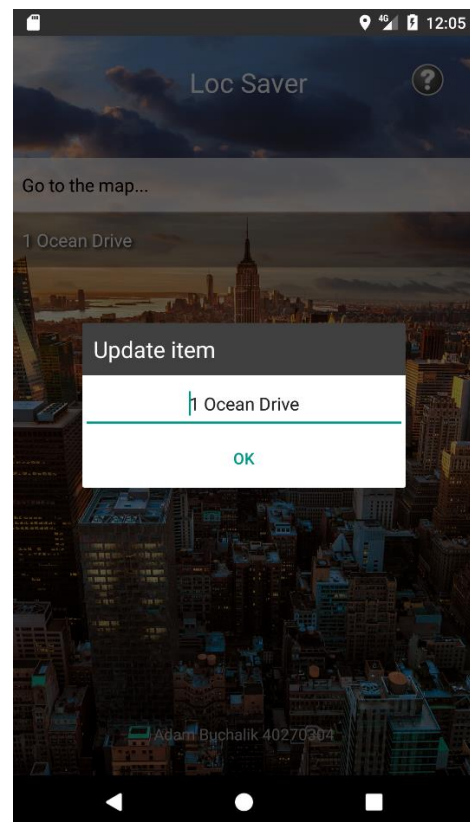 4G 12:05
Loc Saver
?
Go to the map...
1 Ocean Drive
Update item
1 Ocean Drive
OK
Adam Buchalik 40270304